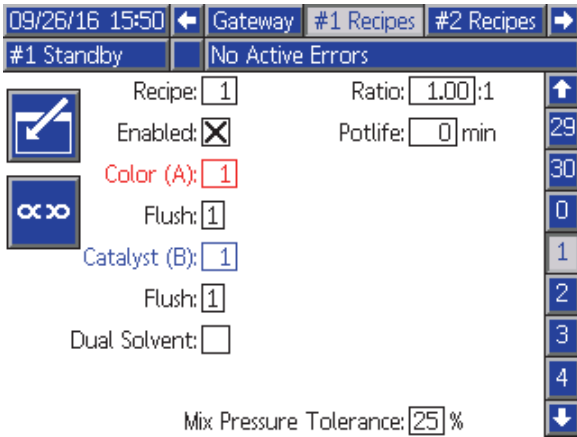 09/26/16 15:50 Gateway #1 Recipes #2 Recipes
#1 Standby No Active Errors
Recipe: 1 Ratio: 1.00 :1
Enabled: Potlife: 0 min
Color (A): 1
Flush: 1
Catalyst (B): 1
Flush: 1
Dual Solvent:
Mix Pressure Tolerance: 25 %
29
30
0
1
2
3
4